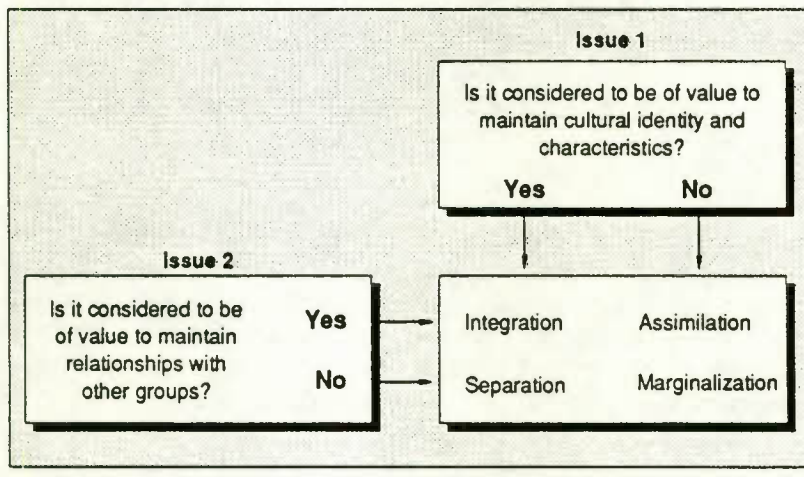 Issue 1
Is it considered to be of value to
maintain cultural identity and
characteristics?
Yes No
Issue 2
Is it considered to be
of value to maintain
relationships with
other groups?
Yes
No
Integration Assimilation
Separation Marginalization